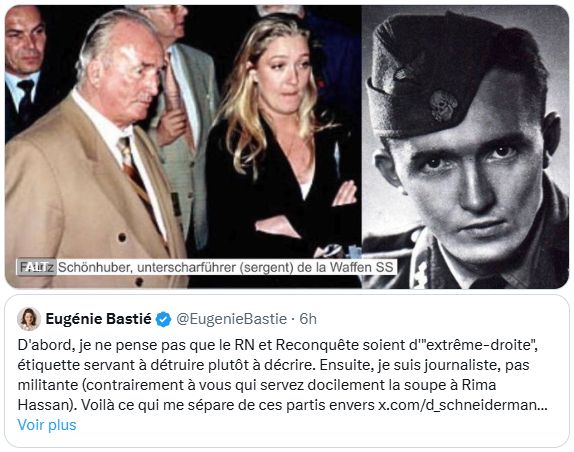 ALT
Schönhuber, unterscharführer (sergent) de la Waffen SS
Eugénie Bastié @EugenieBastie · 6h
D'abord, je ne pense pas que le RN et Reconquête soient d'"extrême-droite",
étiquette servant à détruire plutôt à décrire. Ensuite, je suis journaliste, pas
militante (contrairement à vous qui servez docilement la soupe à Rima
Hassan). Voilà ce qui me sépare de ces partis envers x.com/d_schneiderman...
Voir plus